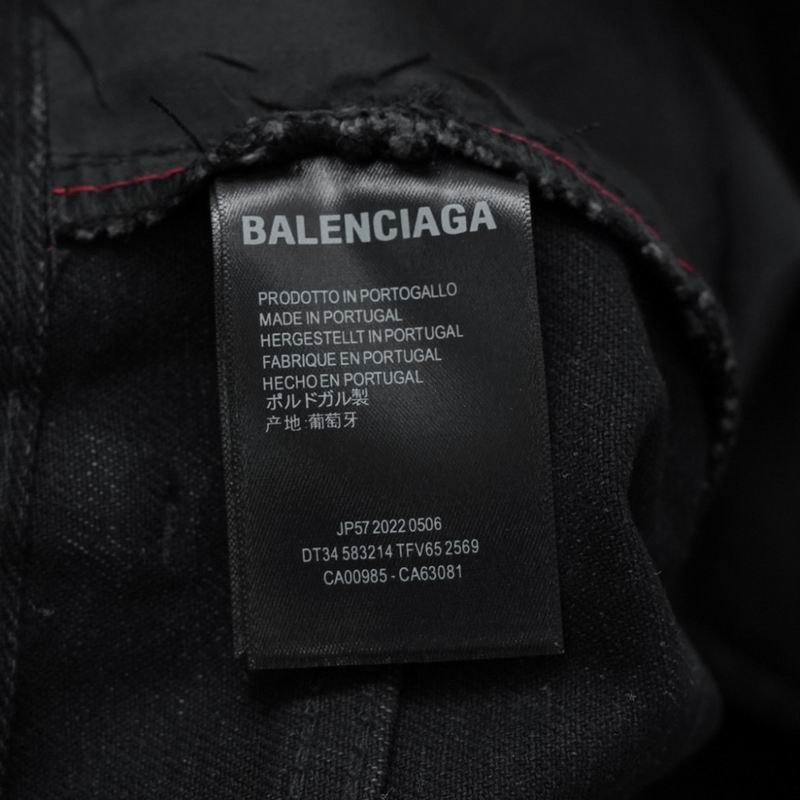 BALENCIAGA
PRODOTTO IN PORTOGALLO
MADE IN PORTUGAL
HERGESTELLT IN PORTUGAL
FABRIQUE EN PORTUGAL
HECHO EN PORTUGAL
ポルドガル製
产地:葡萄牙
JP57 2022 0506
DT34 583214 TFV65 2569
CA00985 - CA63081